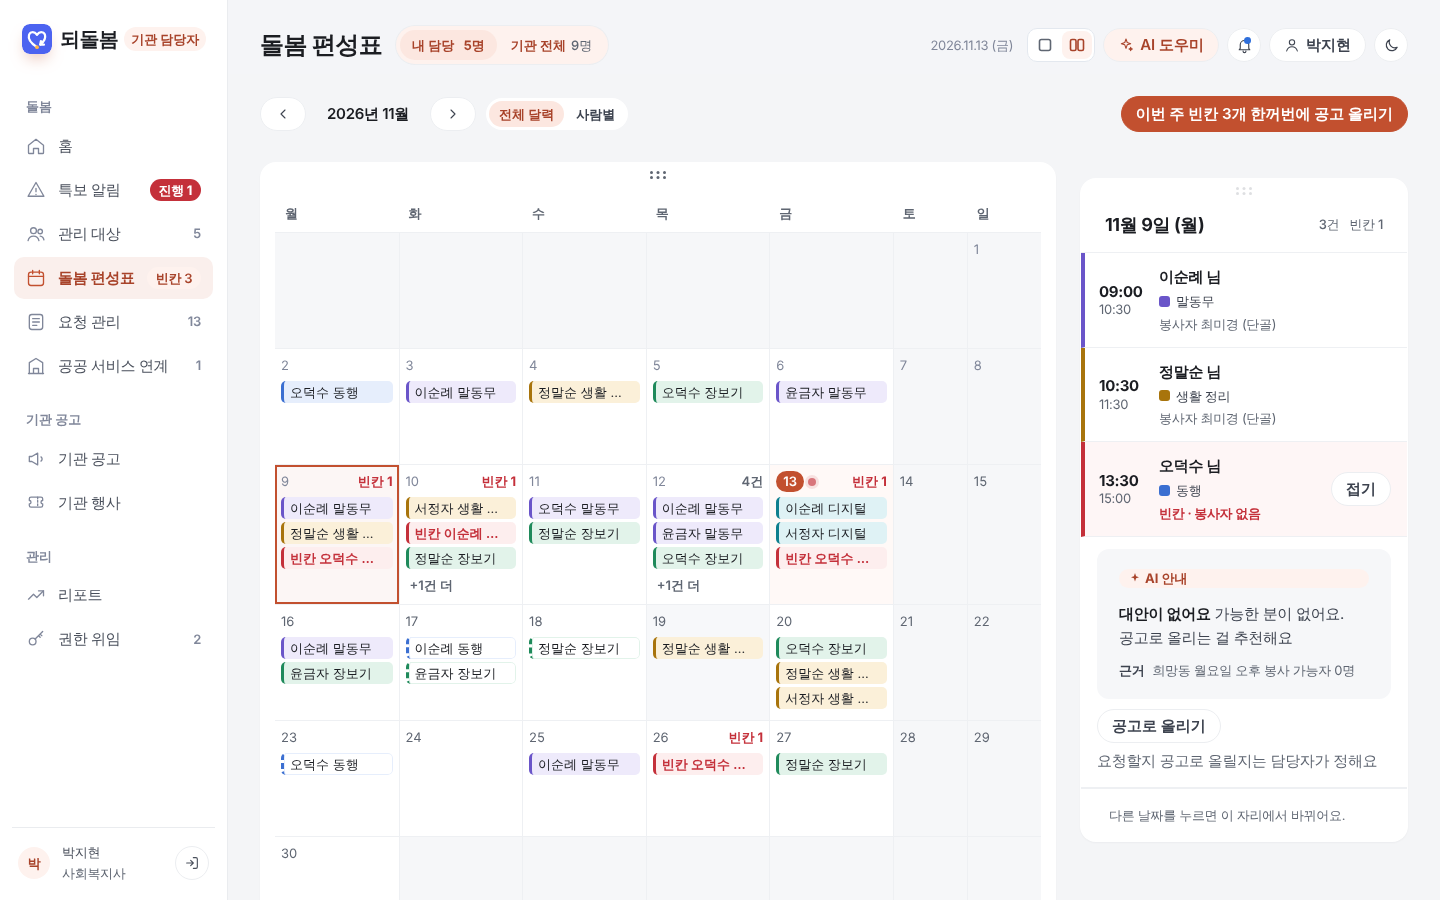 되돌봄 기관 담당자
돌봄
홈
특보 알림 진행 1
관리 대상 5
돌봄 편성표 빈칸 3
요청 관리 13
공공 서비스 연계 1
기관 공고
기관 공고
기관 행사
관리
리포트
권한 위임 2
박 박지현
사회복지사
돌봄 편성표 내 담당 5명 기관 전체 9명
2026.11.13 (금) AI 도우미 박지현
2026년 11월 전체 달력 사람별
이번 주 빈칸 3개 한꺼번에 공고 올리기
월 화 수 목 금 토 일
1
2 3 4 5 6 7 8
오덕수 동행 이순례 말동무 정말순 생활 ... 오덕수 장보기 윤금자 말동무
9 빈칸 1 10 빈칸 1 11 12 4건 13 빈칸 1 14 15
이순례 말동무 서정자 생활 ... 오덕수 말동무 이순례 말동무 이순례 디지털
정말순 생활 ... 빈칸 이순례 ... 정말순 장보기 윤금자 말동무 서정자 디지털
빈칸 오덕수 ... 정말순 장보기 오덕수 장보기 빈칸 오덕수 ...
+1건 더 +1건 더
16 17 18 19 20 21 22
이순례 말동무 이순례 동행 정말순 장보기 정말순 생활 ... 오덕수 장보기
윤금자 장보기 윤금자 장보기 정말순 생활 ...
서정자 생활 ...
23 24 25 26 빈칸 1 27 28 29
오덕수 동행 이순례 말동무 빈칸 오덕수 ... 정말순 장보기
30
11월 9일 (월) 3건 빈칸 1
09:00
10:30
이순례 님
말동무
봉사자 최미경 (단골)
10:30
11:30
정말순 님
생활 정리
봉사자 최미경 (단골)
13:30
15:00
오덕수 님
동행
빈칸 · 봉사자 없음
접기
AI 안내
대안이 없어요 가능한 분이 없어요.
공고로 올리는 걸 추천해요
근거 희망동 월요일 오후 봉사 가능자 0명
공고로 올리기
요청할지 공고로 올릴지는 담당자가 정해요
다른 날짜를 누르면 이 자리에서 바뀌어요.